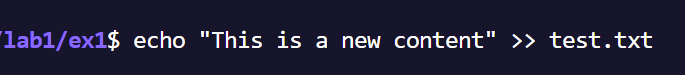 /lab1/ex1$ echo "This is a new content" >> test.txt